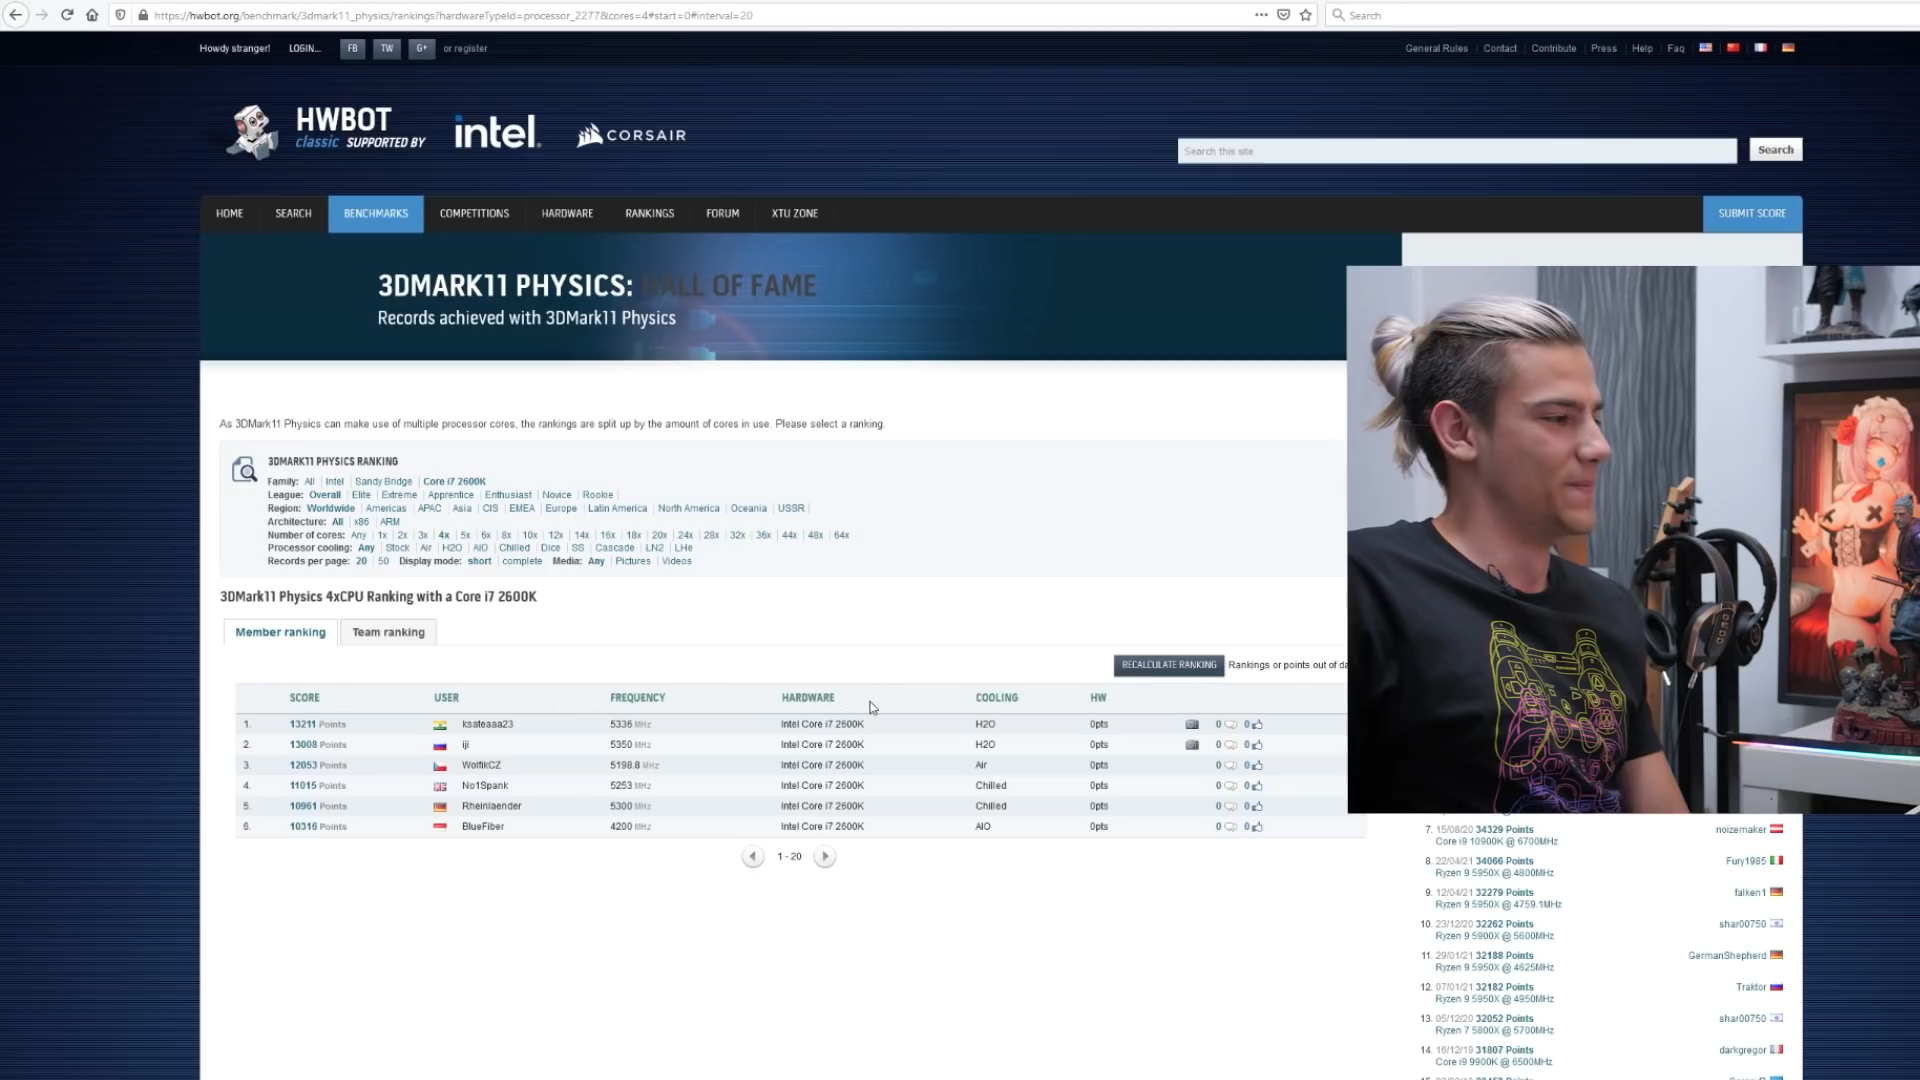 https://hwbot.org/benchmark/3dmark11_physics/rankings?hardwareTypeId=processor_2277&cores=4#start=0#interval=20
Search
Howdy stranger! LOGIN... FB TW G+ or register
General Rules | Contact | Contribute | Press | Help | Faq
HWBOT
classic SUPPORTED BY
intel.
CORSAIR
Search this site
Search
HOME SEARCH BENCHMARKS COMPETITIONS HARDWARE RANKINGS FORUM XTU ZONE SUBMIT SCORE
3DMARK11 PHYSICS: HALL OF FAME
Records achieved with 3DMark11 Physics
As 3DMark11 Physics can make use of multiple processor cores, the rankings are split up by the amount of cores in use. Please select a ranking.
3DMARK11 PHYSICS RANKING
Family: All | Intel | Sandy Bridge | Core i7 2600K
League: Overall | Elite | Extreme | Apprentice | Enthusiast | Novice | Rookie |
Region: Worldwide | Americas | APAC | Asia | CIS | EMEA | Europe | Latin America | North America | Oceania | USSR |
Architecture: All | x86 | ARM
Number of cores: Any | 1x | 2x | 3x | 4x | 5x | 6x | 8x | 10x | 12x | 14x | 16x | 18x | 20x | 24x | 28x | 32x | 36x | 44x | 48x | 64x
Processor cooling: Any | Stock | Air | H2O | AIO | Chilled | Dice | SS | Cascade | LN2 | LHe
Records per page: 20 | 50 Display mode: short | complete Media: Any | Pictures | Videos
3DMark11 Physics 4xCPU Ranking with a Core i7 2600K
Member ranking Team ranking
RECALCULATE RANKING Rankings or points out of da
SCORE USER FREQUENCY HARDWARE COOLING HW
1. 13211 Points ksateaaa23 5336 MHz Intel Core i7 2600K H2O 0pts 0 0
2. 13008 Points iji 5350 MHz Intel Core i7 2600K H2O 0pts 0 0
3. 12053 Points WolfikCZ 5198.8 MHz Intel Core i7 2600K Air 0pts 0 0
4. 11015 Points No1Spank 5253 MHz Intel Core i7 2600K Chilled 0pts 0 0
5. 10961 Points Rheinlaender 5300 MHz Intel Core i7 2600K Chilled 0pts 0 0
6. 10316 Points BlueFiber 4200 MHz Intel Core i7 2600K AIO 0pts 0 0
1 - 20
7. 15/08/20 34329 Points noizemaker
Core i9 10900K @ 6700MHz
8. 22/04/21 34066 Points Fury1985
Ryzen 9 5950X @ 4800MHz
9. 12/04/21 32279 Points falken1
Ryzen 9 5950X @ 4759.1MHz
10. 23/12/20 32262 Points shar00750
Ryzen 9 5900X @ 5600MHz
11. 29/01/21 32188 Points GermanShepherd
Ryzen 9 5950X @ 4625MHz
12. 07/01/21 32182 Points Traktor
Ryzen 9 5950X @ 4950MHz
13. 05/12/20 32052 Points shar00750
Ryzen 7 5800X @ 5700MHz
14. 16/12/19 31807 Points darkgregor
Core i9 9900K @ 6500MHz